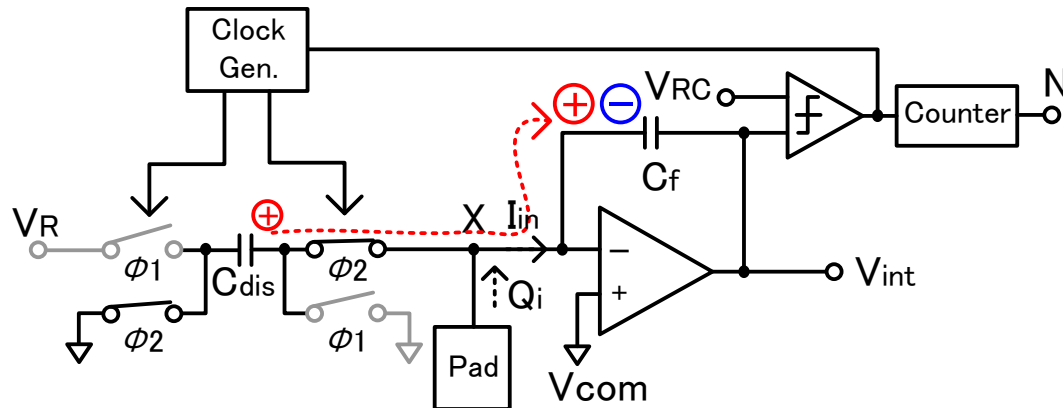 Clock
Gen.
VRC
N
Counter
+
−
Cf
VR
+
X
Iin
Φ1
Cdis
Φ2
−
+
Vint
Φ2
Qi
Φ1
Pad
Vcom